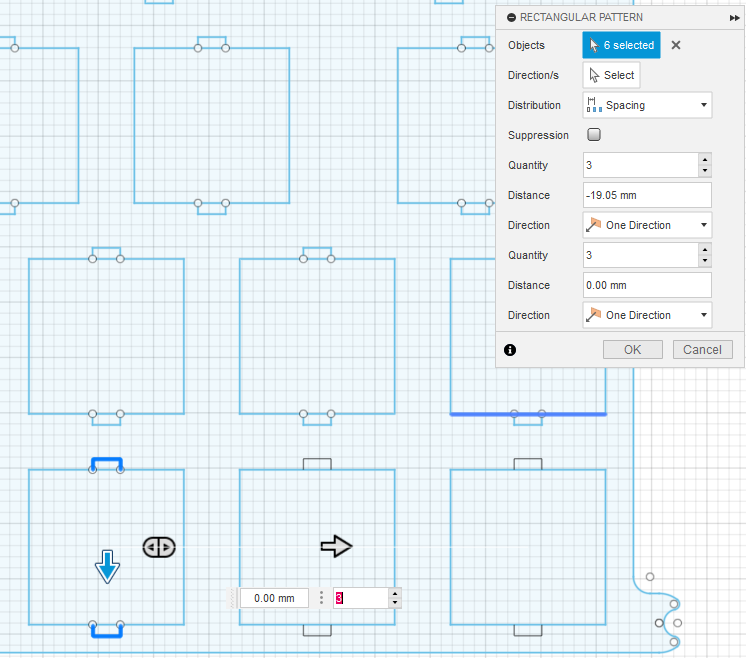 RECTANGULAR PATTERN
Objects 6 selected
Direction/s Select
Distribution Spacing
Suppression
Quantity 3
Distance -19.05 mm
Direction One Direction
Quantity 3
Distance 0.00 mm
Direction One Direction
OK Cancel
0.00 mm 3